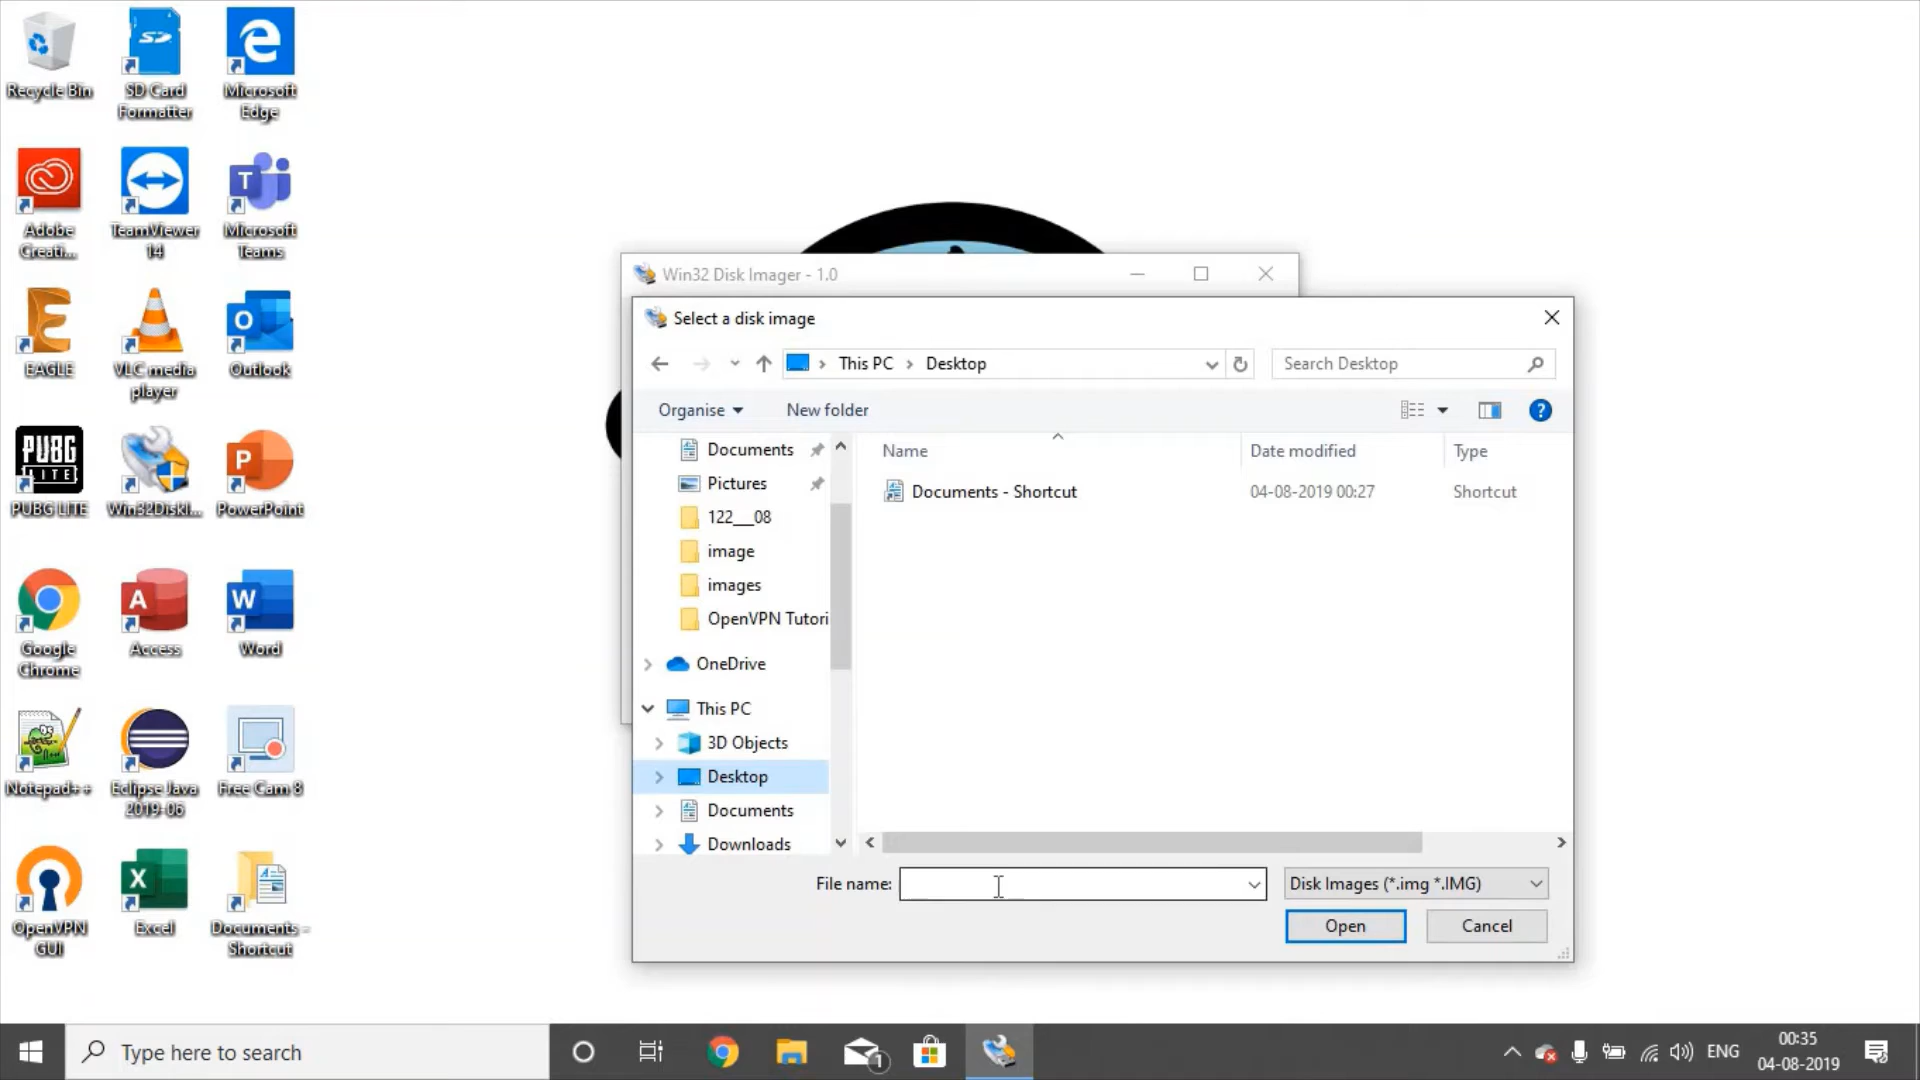 Recycle Bin
SD Card
Formatter
Microsoft
Edge
Adobe
Creati...
TeamViewer
14
Microsoft
Teams
EAGLE
VLC media
player
Outlook
PUBG
LITE
PUBG LITE
Win32DiskI...
PowerPoint
Google
Chrome
Access
Word
Notepad++
Eclipse Java
2019-06
Free Cam 8
OpenVPN
GUI
Excel
Documents -
Shortcut
Win32 Disk Imager - 1.0
Select a disk image
This PC > Desktop
Search Desktop
Organise
New folder
Documents
Pictures
122___08
image
images
OpenVPN Tutori
OneDrive
This PC
3D Objects
Desktop
Documents
Downloads
Name
Date modified
Type
Documents - Shortcut
04-08-2019 00:27
Shortcut
File name:
Disk Images (*.img *.IMG)
Open
Cancel
Type here to search
1
ENG
00:35
04-08-2019